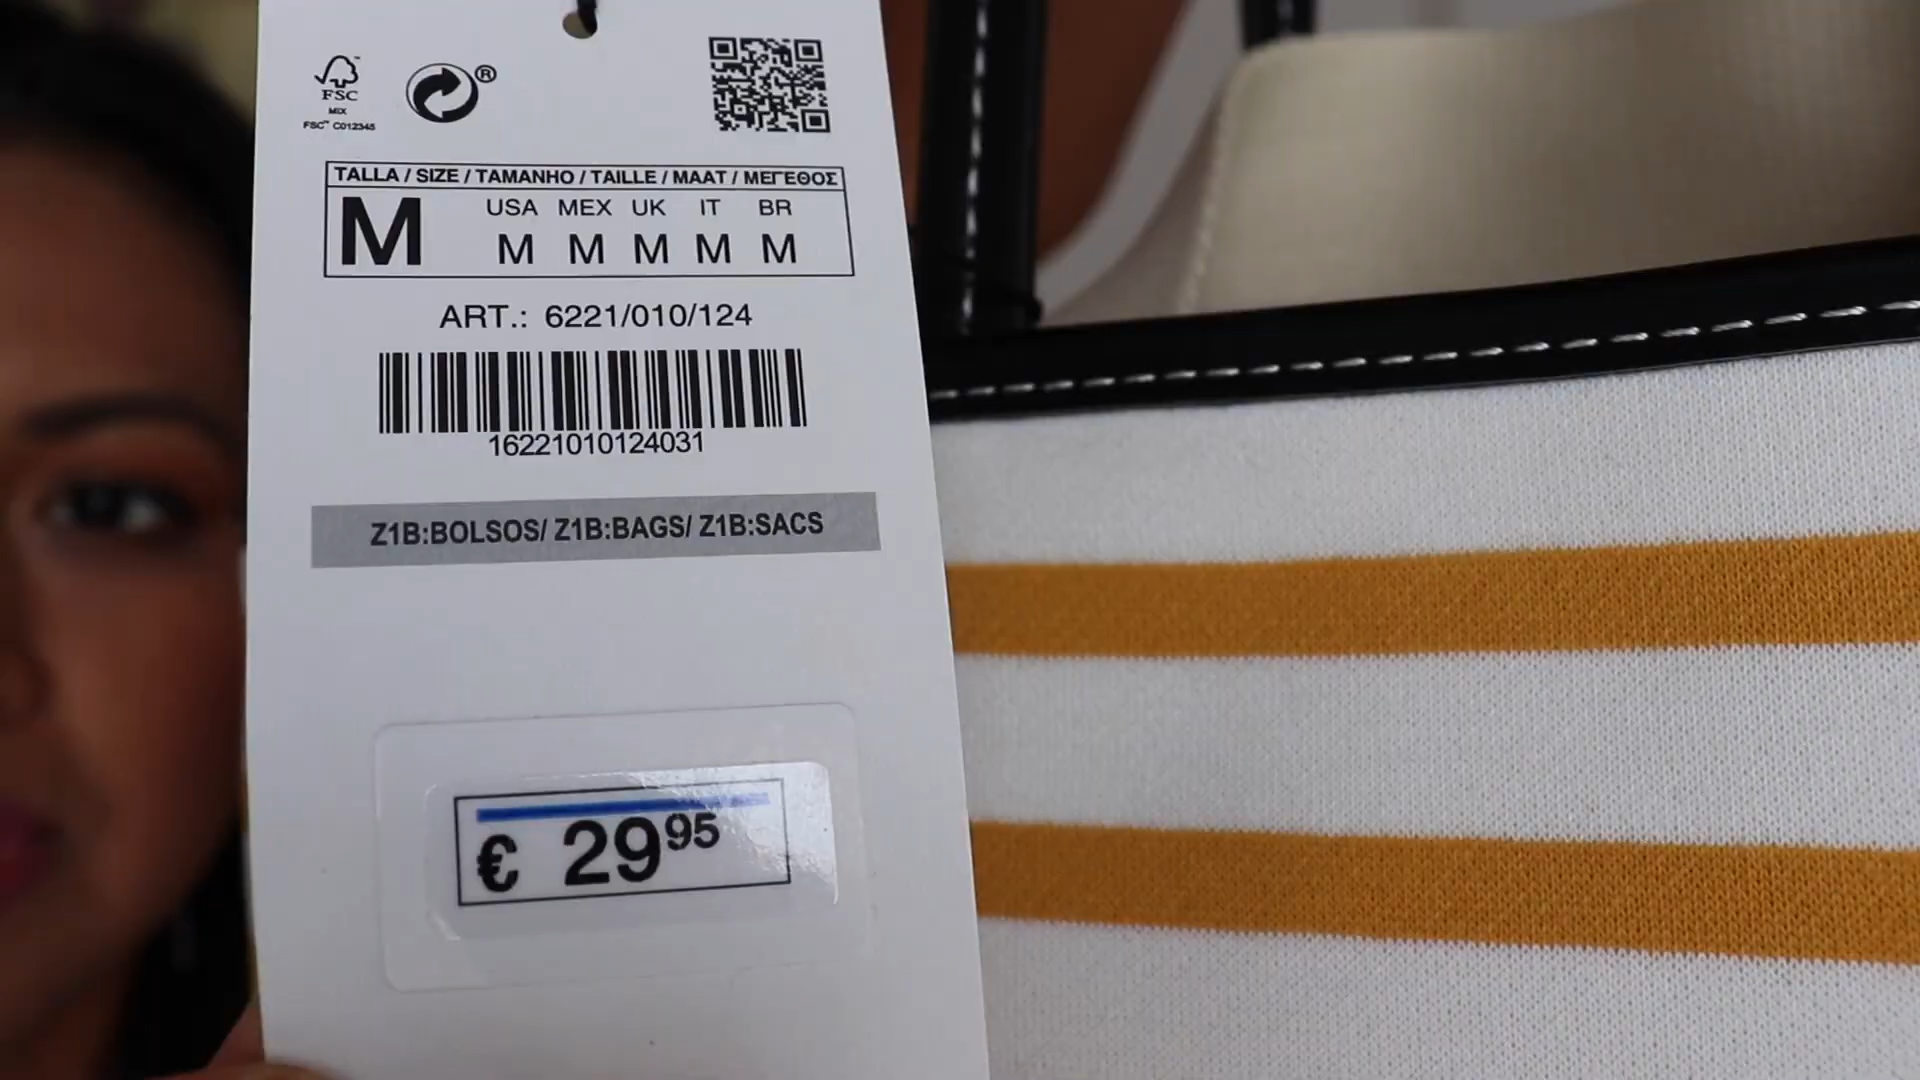 FSC
MIX
FSC™ C012345
®
TALLA / SIZE / TAMANHO / TAILLE / MAAT / ΜΕΓΕΘΟΣ
M
USA MEX UK IT BR
M M M M M
ART.: 6221/010/124
16221010124031
Z1B:BOLSOS/ Z1B:BAGS/ Z1B:SACS
€ 29⁹⁵